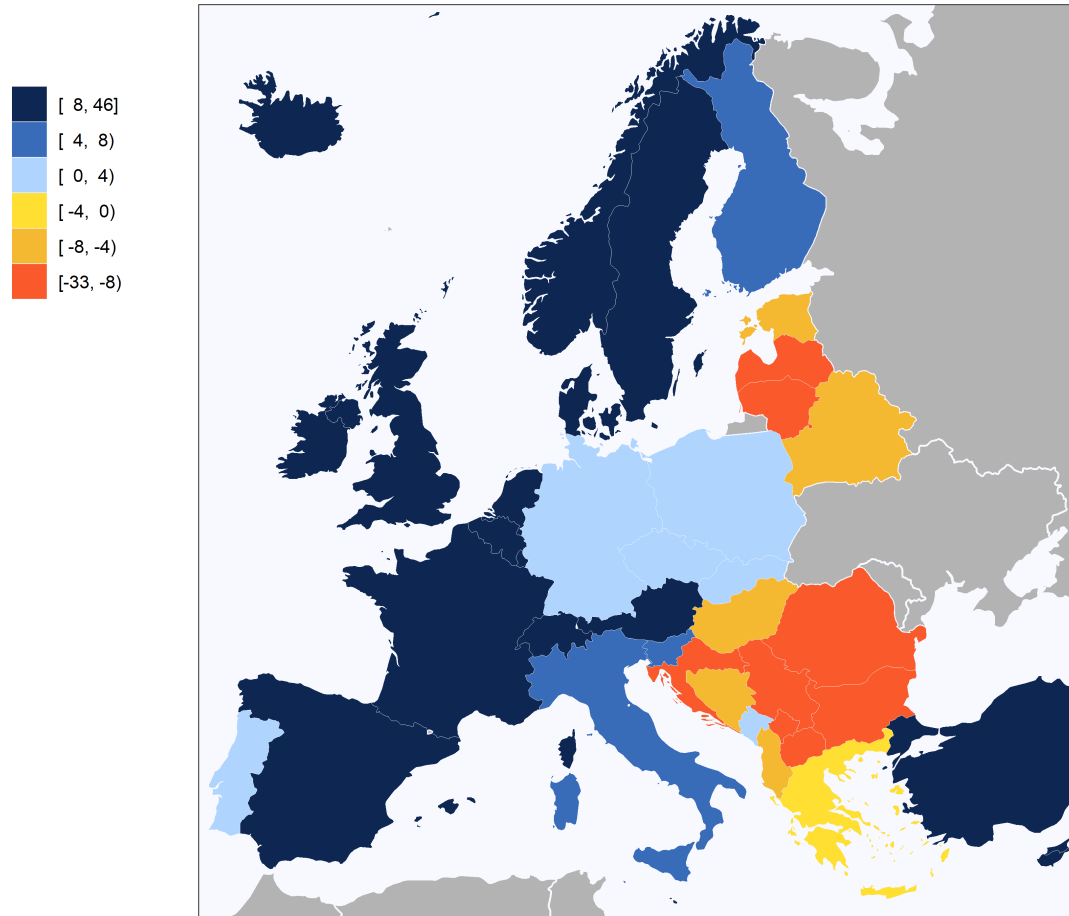 [ 8, 46]
[ 4, 8)
[ 0, 4)
[-4, 0)
[ -8, -4)
[-33, -8)